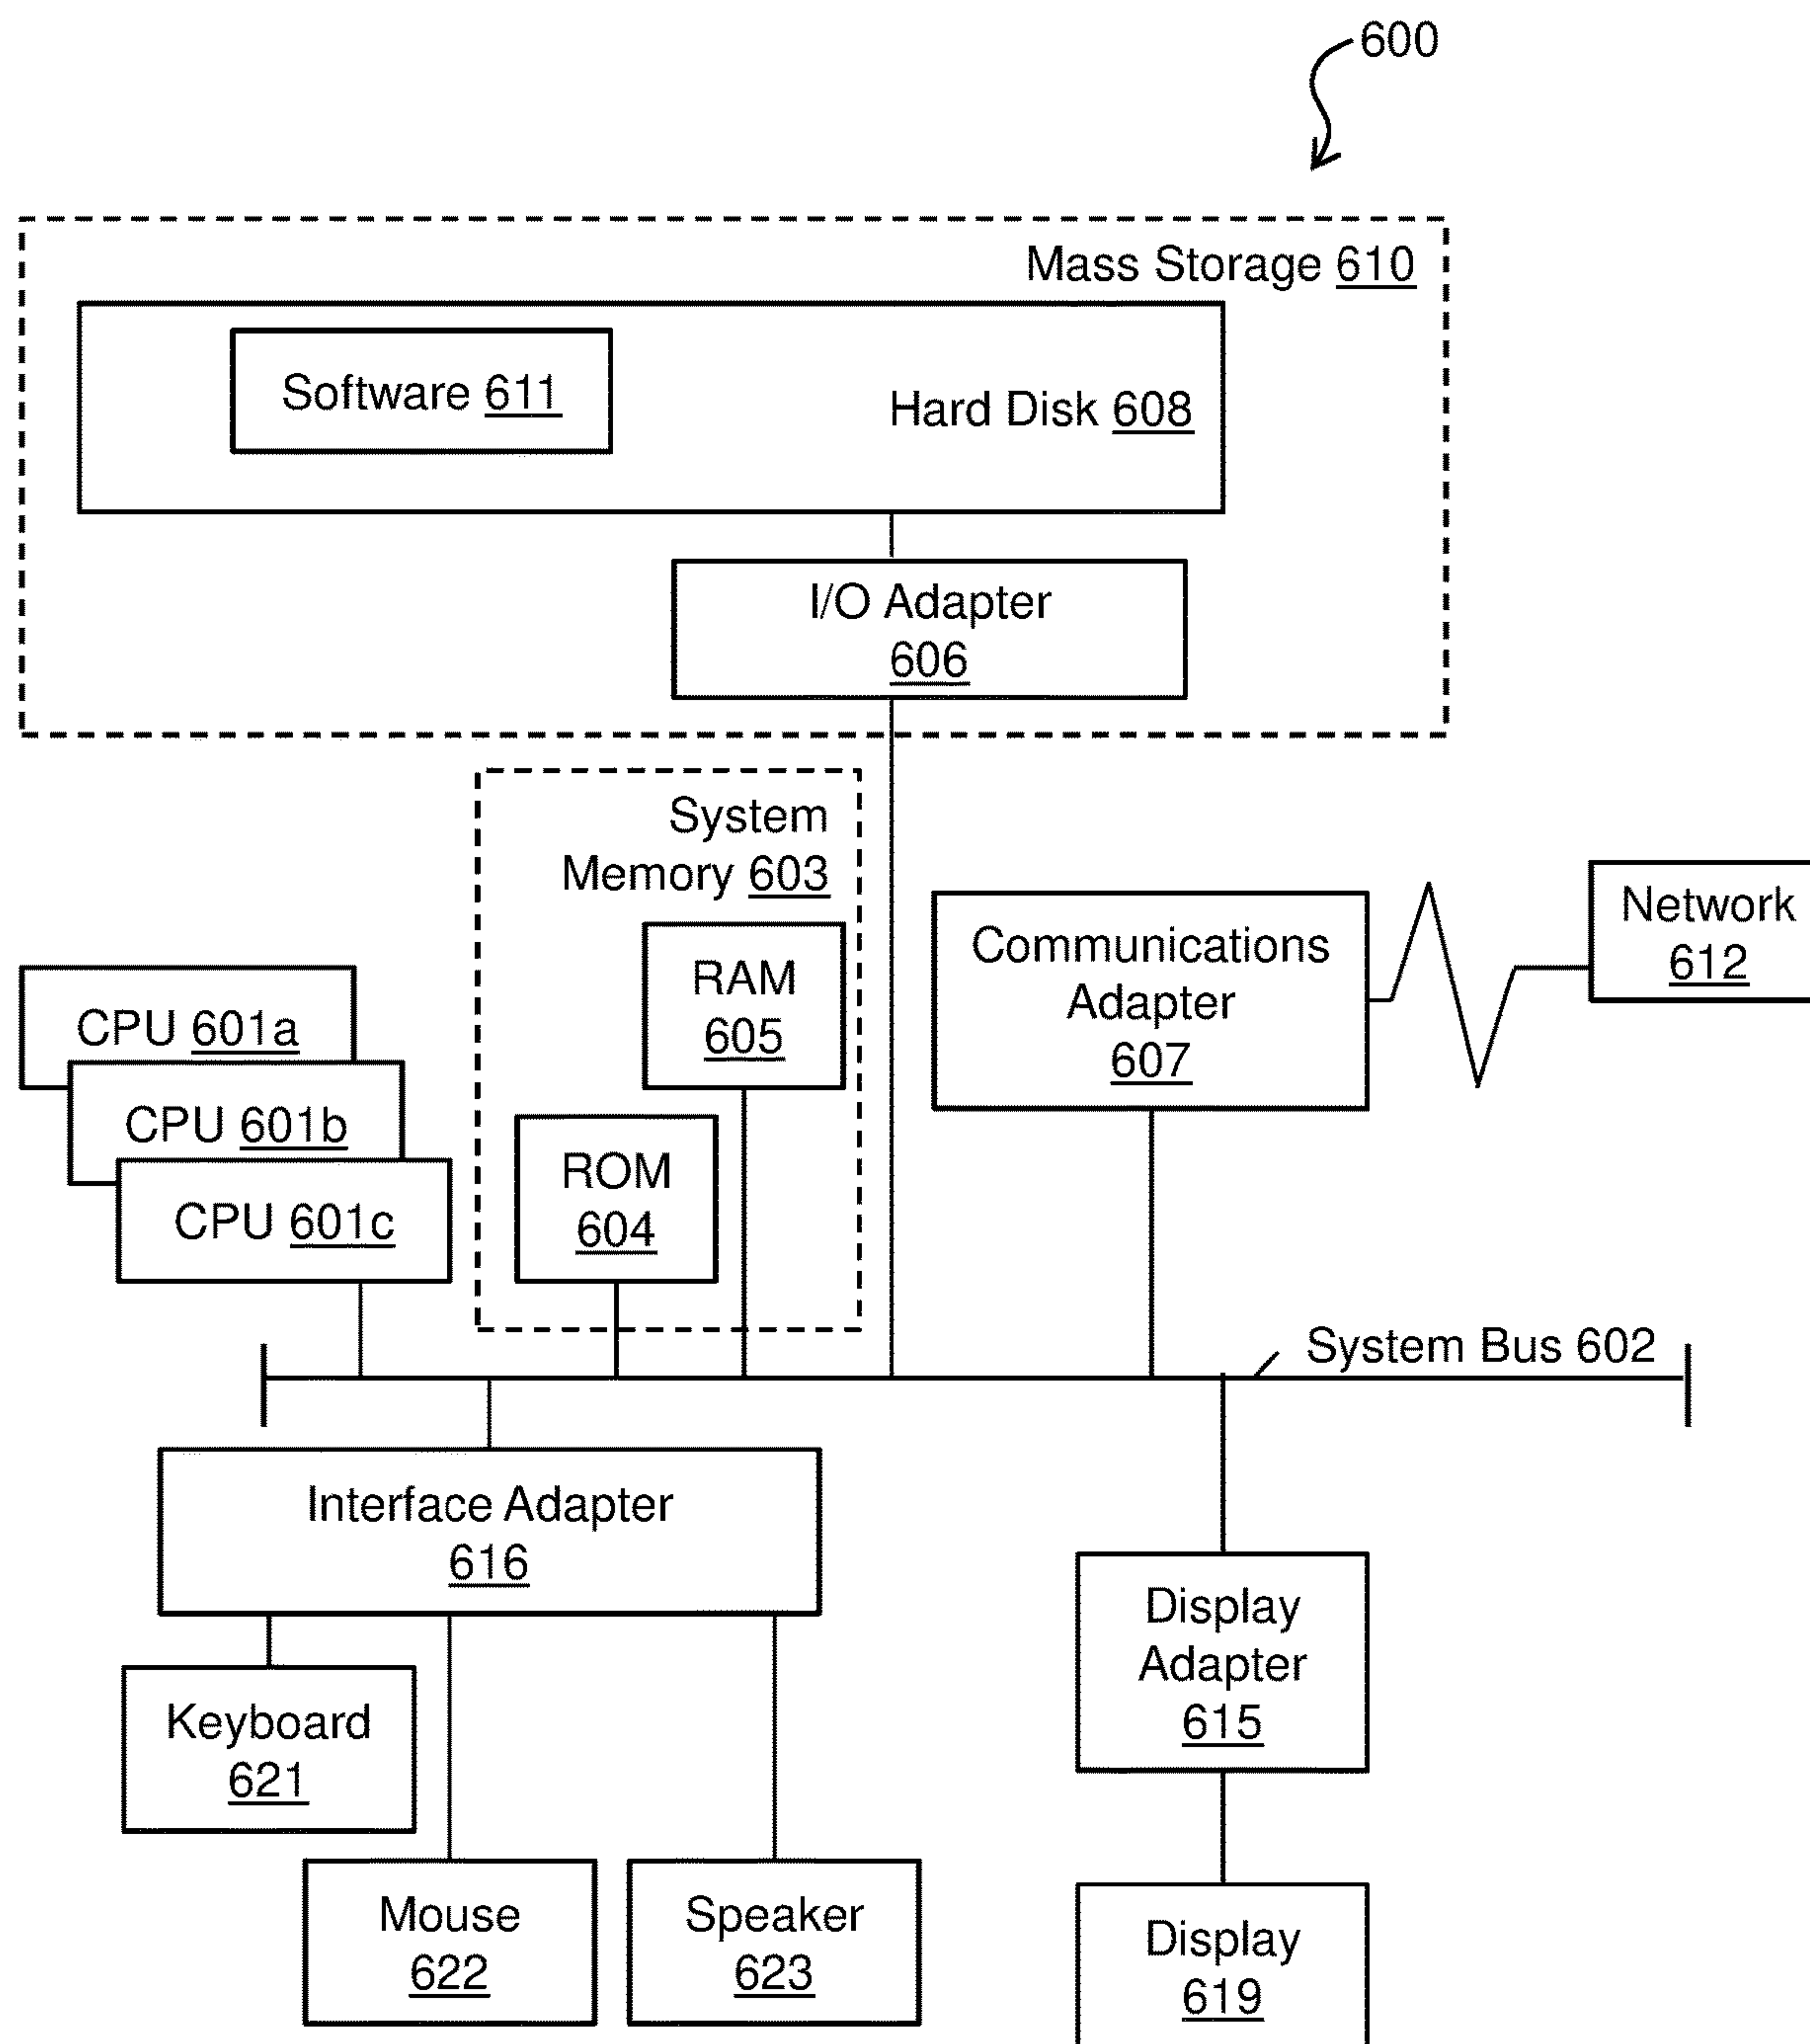 600
Mass Storage 610
Software 611
Hard Disk 608
I/O Adapter
606
System
Memory 603
RAM
605
ROM
604
CPU 601a
CPU 601b
CPU 601c
Communications
Adapter
607
Network
612
System Bus 602
Interface Adapter
616
Keyboard
621
Mouse
622
Speaker
623
Display
Adapter
615
Display
619